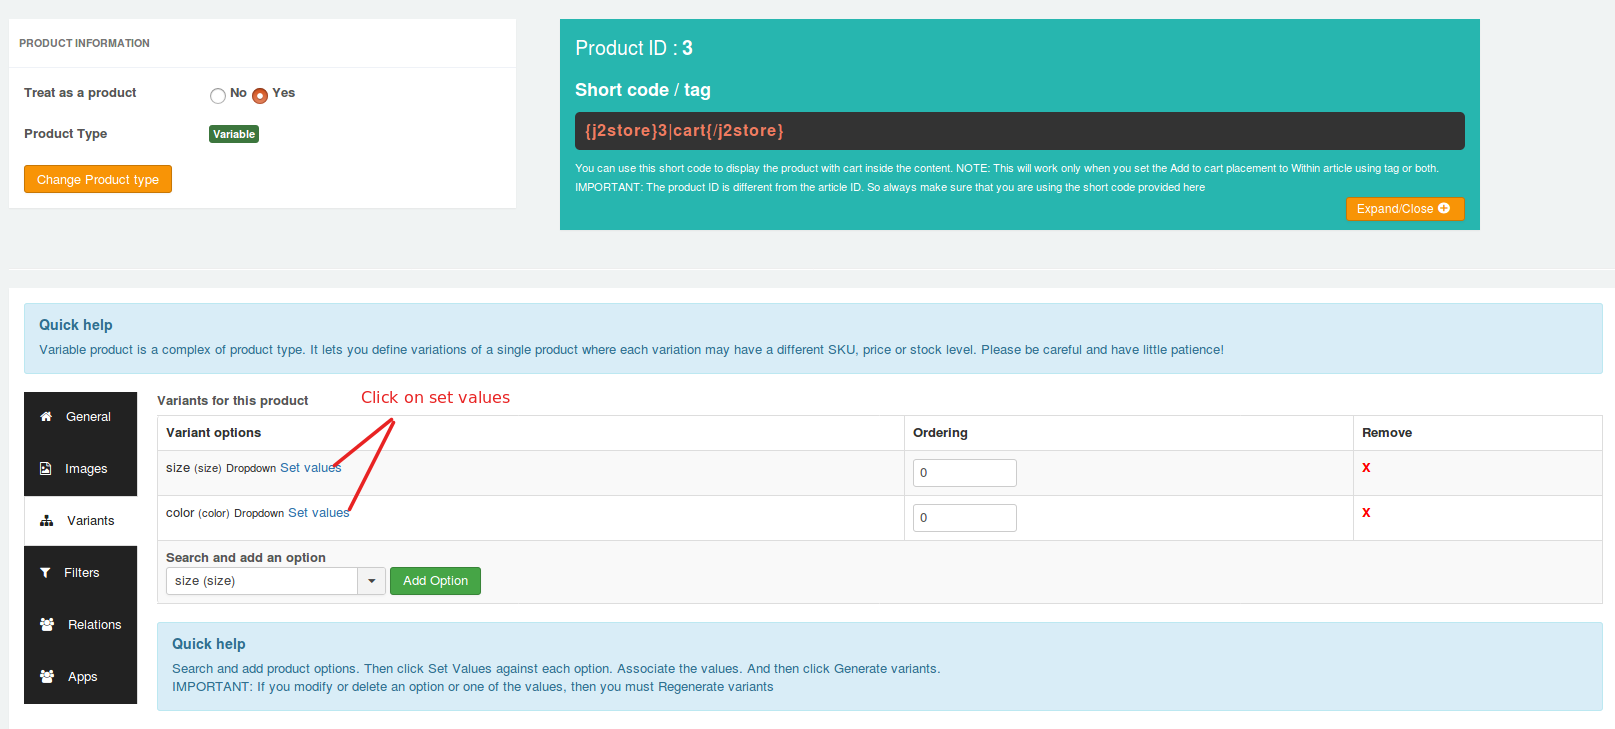 PRODUCT INFORMATION
Treat as a product No Yes
Product Type Variable
Change Product type
Product ID : 3
Short code / tag
{j2store}3|cart{/j2store}
You can use this short code to display the product with cart inside the content. NOTE: This will work only when you set the Add to cart placement to Within article using tag or both.
IMPORTANT: The product ID is different from the article ID. So always make sure that you are using the short code provided here
Expand/Close
Quick help
Variable product is a complex of product type. It lets you define variations of a single product where each variation may have a different SKU, price or stock level. Please be careful and have little patience!
General
Images
Variants
Filters
Relations
Apps
Variants for this product
Click on set values
Variant options Ordering Remove
size (size) Dropdown Set values 0 X
color (color) Dropdown Set values 0 X
Search and add an option
size (size) Add Option
Quick help
Search and add product options. Then click Set Values against each option. Associate the values. And then click Generate variants.
IMPORTANT: If you modify or delete an option or one of the values, then you must Regenerate variants